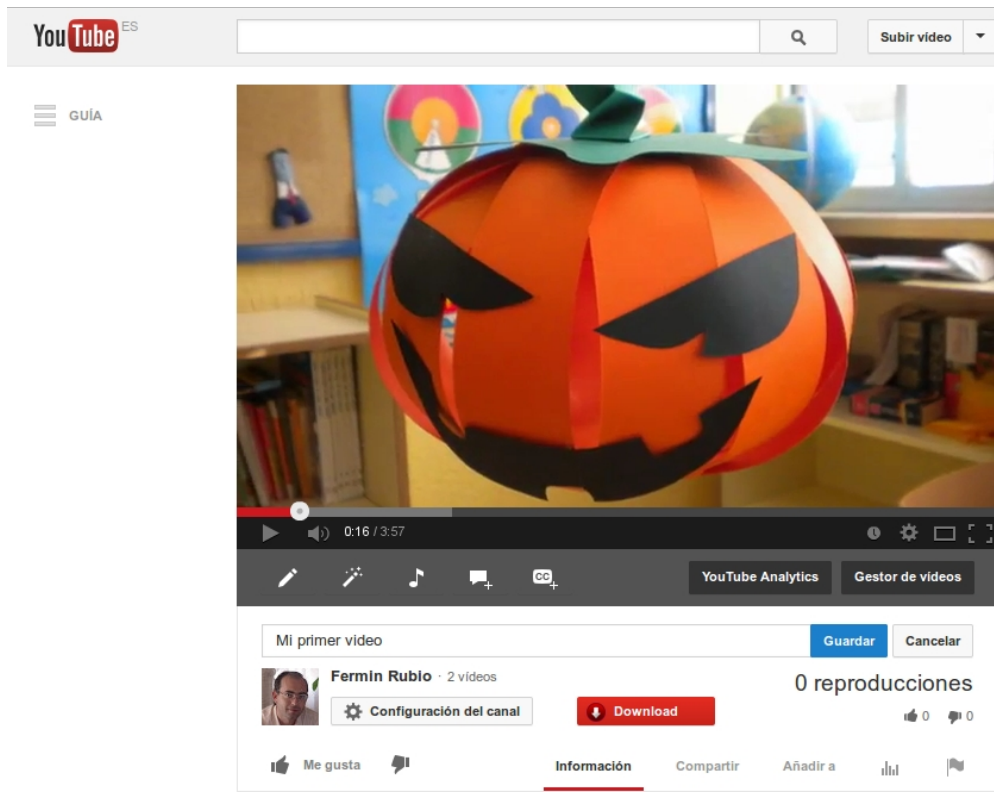 YouTube ES
Subir vídeo
GUÍA
0:16 / 3:57
CC
YouTube Analytics
Gestor de vídeos
Mi primer video
Guardar
Cancelar
Fermin Rubio · 2 vídeos
0 reproducciones
Configuración del canal
Download
0 0
Me gusta
Información
Compartir
Añadir a